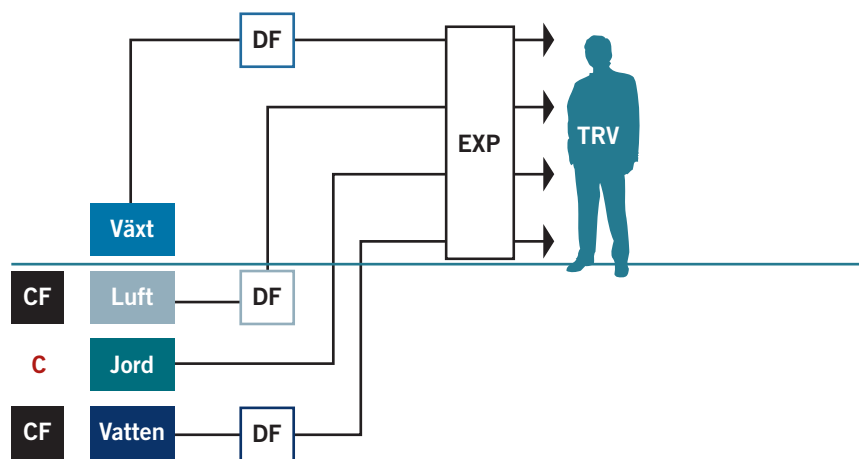 DF
EXP
TRV
Växt
CF Luft DF
C Jord
CF Vatten DF